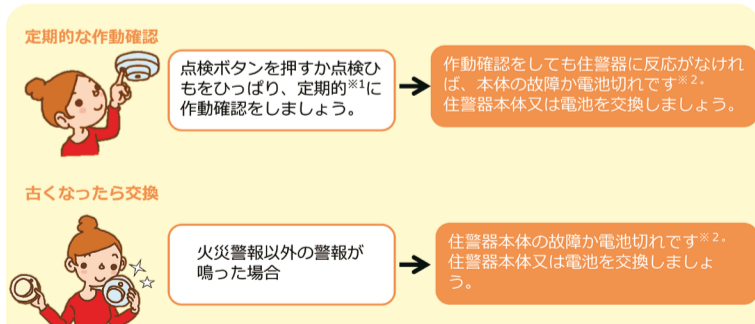 定期的な作動確認
点検ボタンを押すか点検ひ
もをひっぱり、定期的※1に
作動確認をしましょう。
作動確認をしても住警器に反応がなけれ
ば、本体の故障か電池切れです※2。
住警器本体又は電池を交換しましょう。
古くなったら交換
火災警報以外の警報が
鳴った場合
住警器本体の故障か電池切れです※2。
住警器本体又は電池を交換しましょ
う。